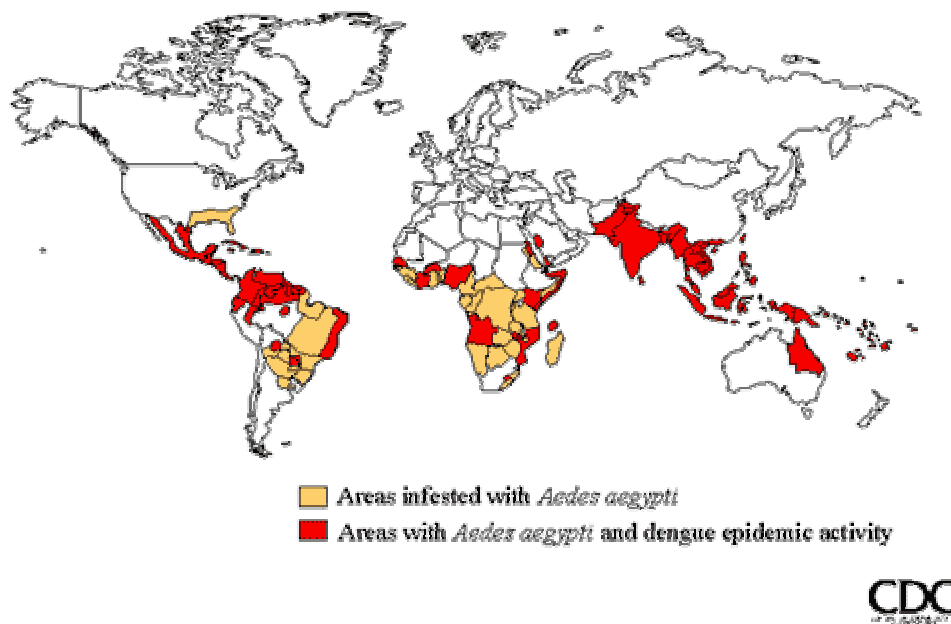 Areas infested with Aedes aegypti
Areas with Aedes aegypti and dengue epidemic activity
CDC